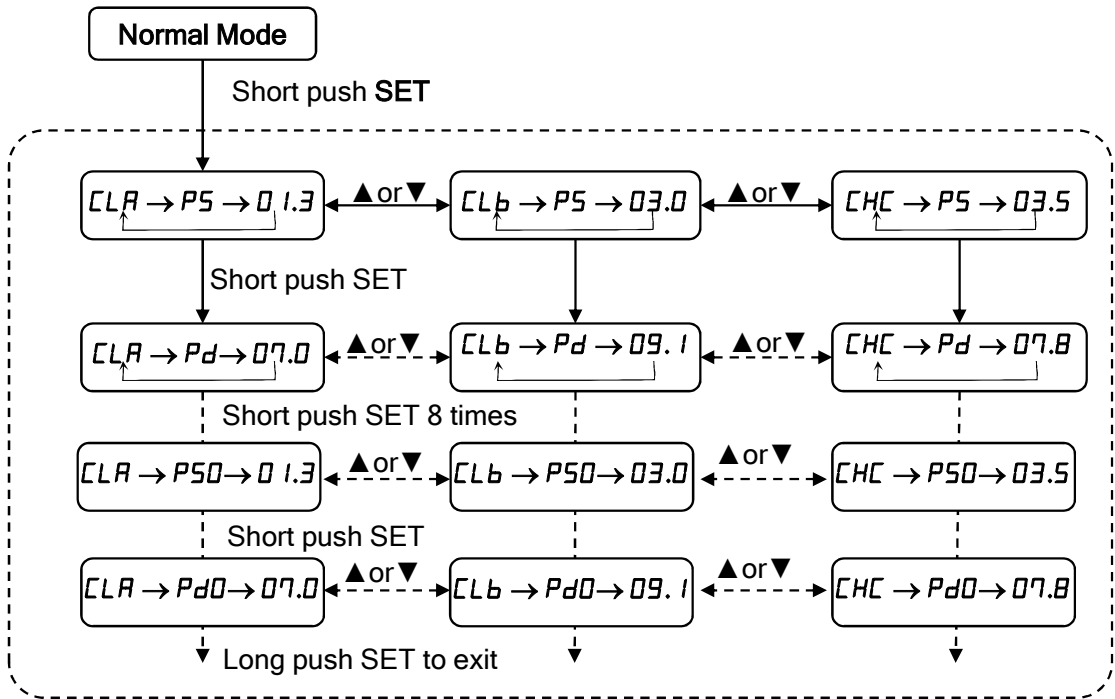 Normal Mode
Short push SET
CLA → PS → 01.3
▲or▼
CLb → PS → 03.0
▲or▼
CHC → PS → 03.5
Short push SET
CLA → Pd → 07.0
▲or▼
CLb → Pd → 09.1
▲or▼
CHC → Pd → 07.8
Short push SET 8 times
CLA → PS0 → 01.3
▲or▼
CLb → PS0 → 03.0
▲or▼
CHC → PS0 → 03.5
Short push SET
CLA → Pd0 → 07.0
▲or▼
CLb → Pd0 → 09.1
▲or▼
CHC → Pd0 → 07.8
Long push SET to exit